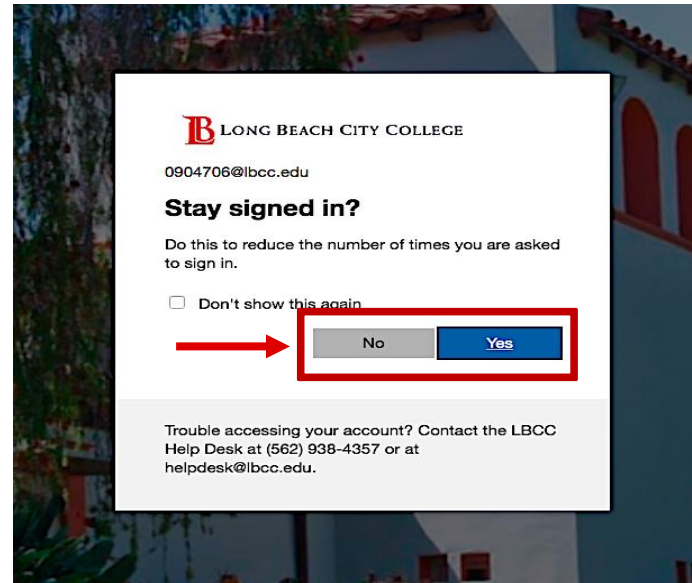 LB LONG BEACH CITY COLLEGE
0904706@lbcc.edu
Stay signed in?
Do this to reduce the number of times you are asked
to sign in.
Don't show this again
No Yes
Trouble accessing your account? Contact the LBCC
Help Desk at (562) 938-4357 or at
helpdesk@lbcc.edu.